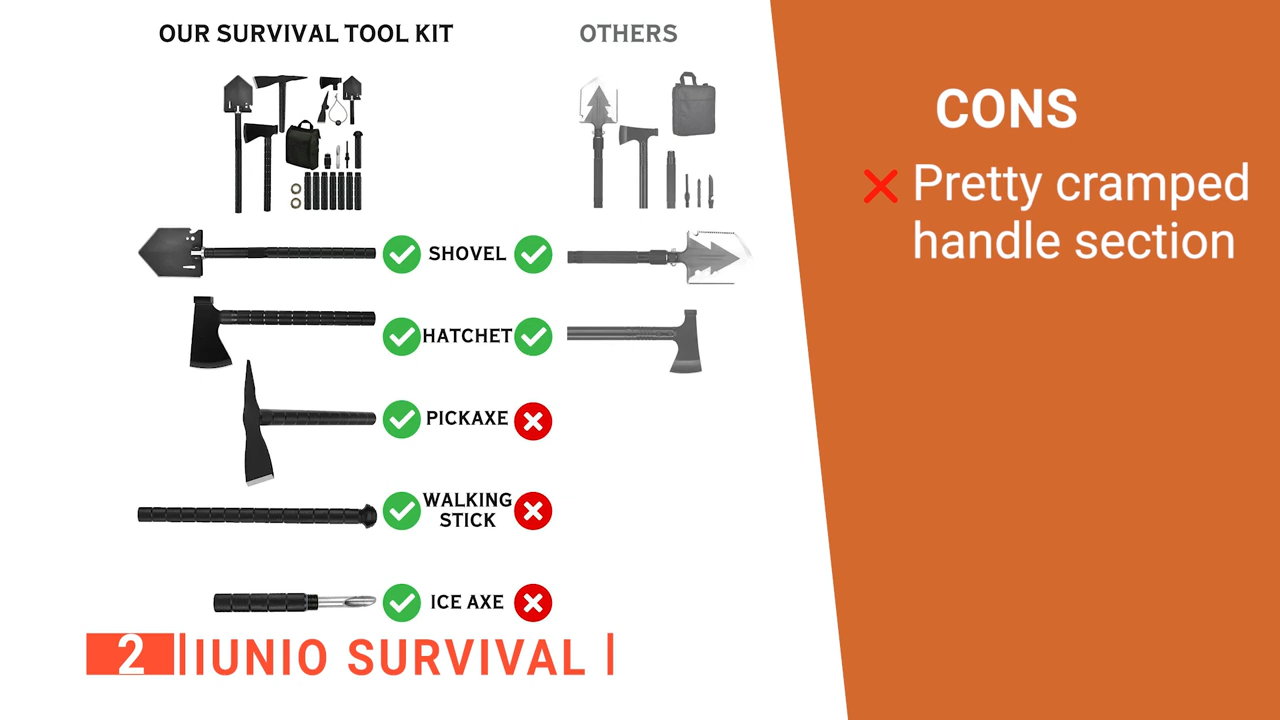 OUR SURVIVAL TOOL KIT
OTHERS
SHOVEL
HATCHET
PICKAXE
WALKING
STICK
ICE AXE
2 IUNIO SURVIVAL
CONS
Pretty cramped
handle section